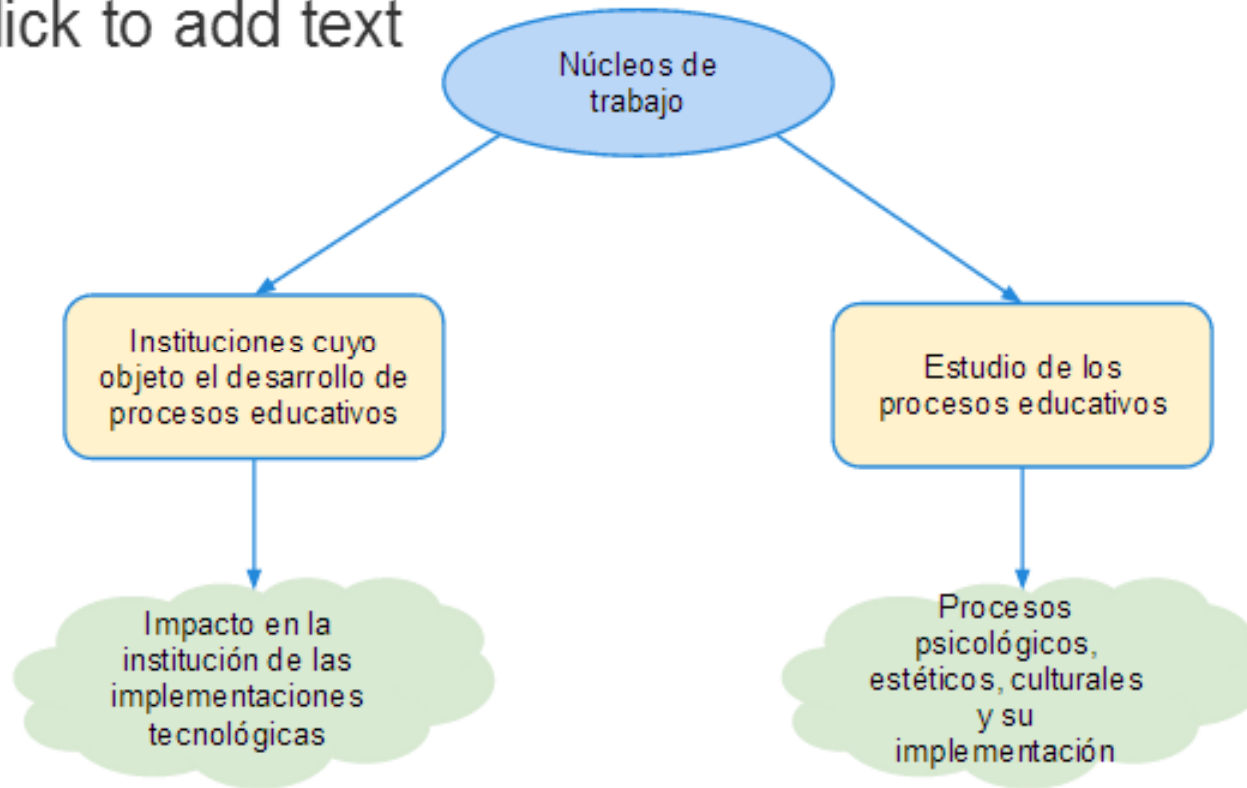 lick to add text
Núcleos de
trabajo
Instituciones cuyo
objeto el desarrollo de
procesos educativos
Estudio de los
procesos educativos
Impacto en la
institución de las
implementaciones
tecnológicas
Procesos
psicológicos,
estéticos, culturales
y su
implementación